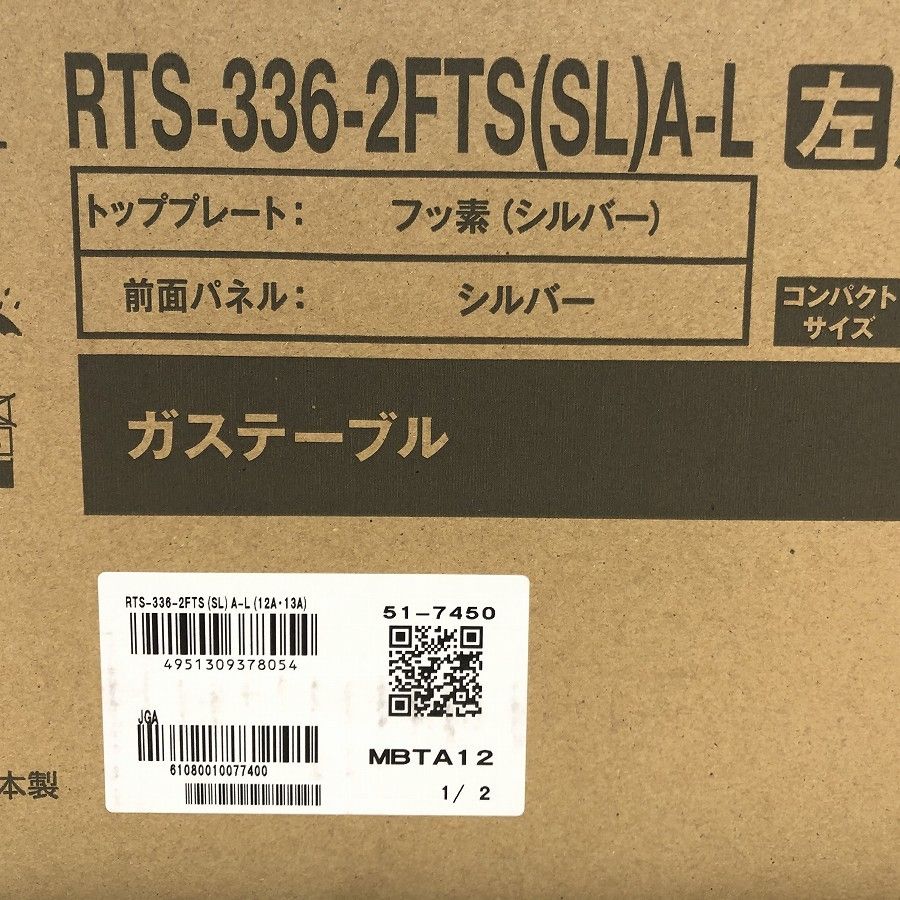 RTS-336-2FTS(SL)A-L 左
トッププレート： フッ素（シルバー）
前面パネル： シルバー
コンパクト
サイズ
ガステーブル
RTS-336-2FTS(SL)A-L(12A・13A)
4951309378054
51-7450
JGA
61080010077400
MBTA12
1/ 2
本製